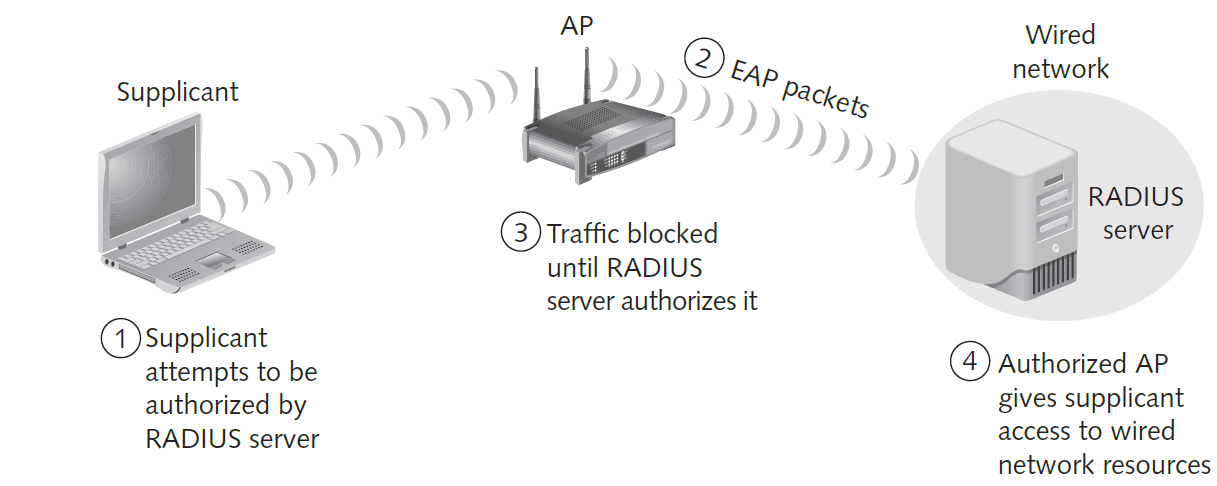 Supplicant
AP
2 EAP packets
Wired
network
RADIUS
server
1 Supplicant
attempts to be
authorized by
RADIUS server
3 Traffic blocked
until RADIUS
server authorizes it
4 Authorized AP
gives supplicant
access to wired
network resources